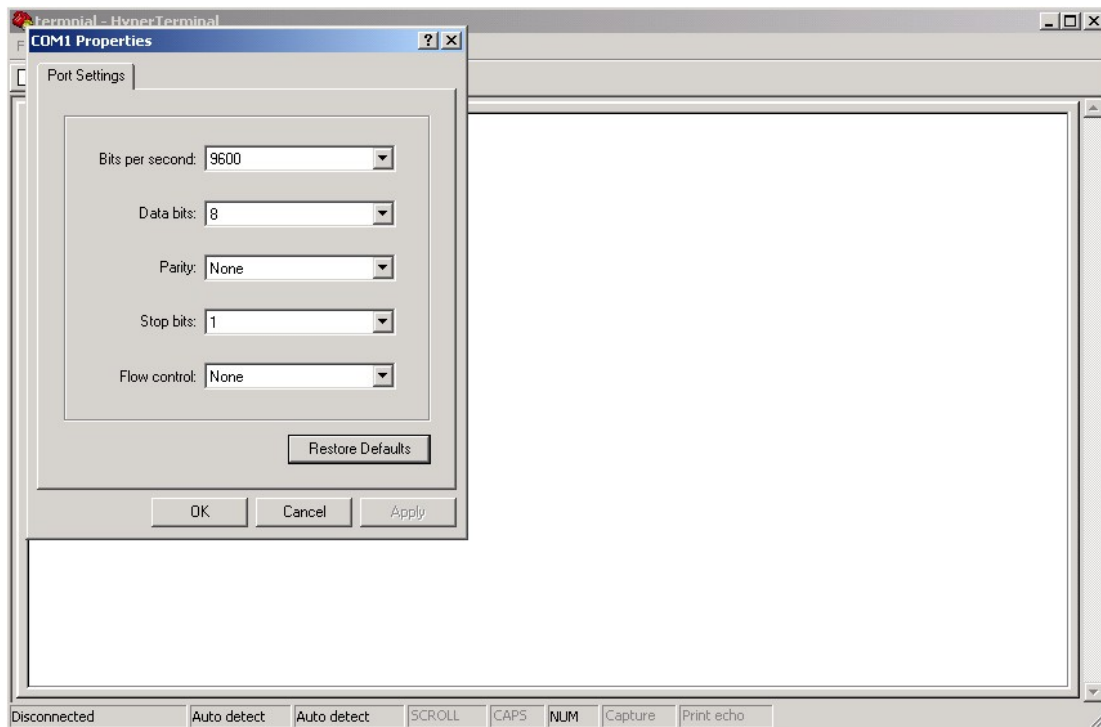 termnial - HyperTerminal
F
COM1 Properties
Port Settings
Bits per second: 9600
Data bits: 8
Parity: None
Stop bits: 1
Flow control: None
Restore Defaults
OK Cancel Apply
Disconnected Auto detect Auto detect SCROLL CAPS NUM Capture Print echo